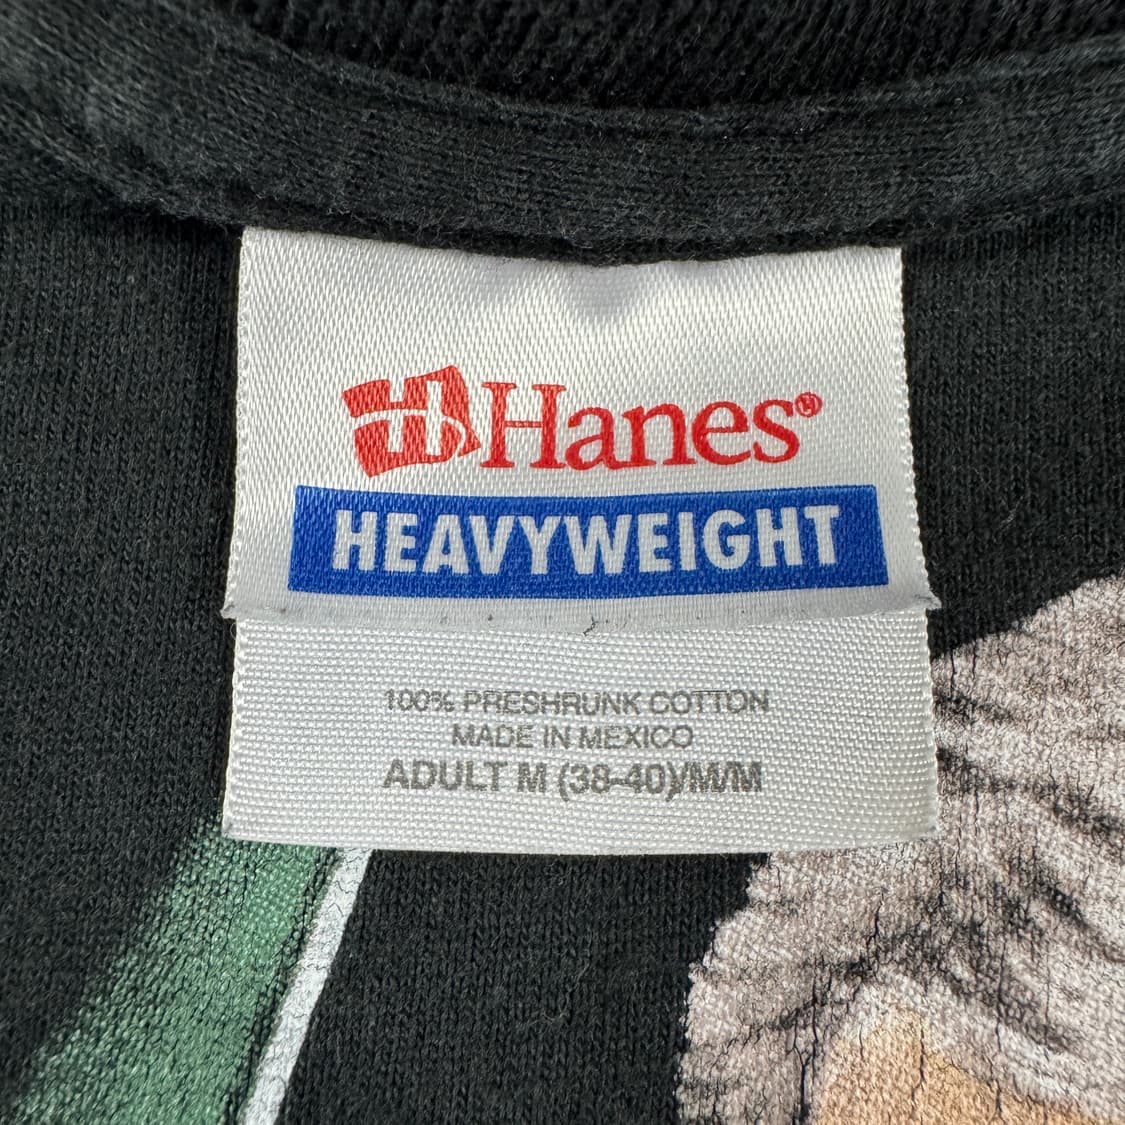 Hanes®
HEAVYWEIGHT
100% PRESHRUNK COTTON
MADE IN MEXICO
ADULT M (38-40)/M/M